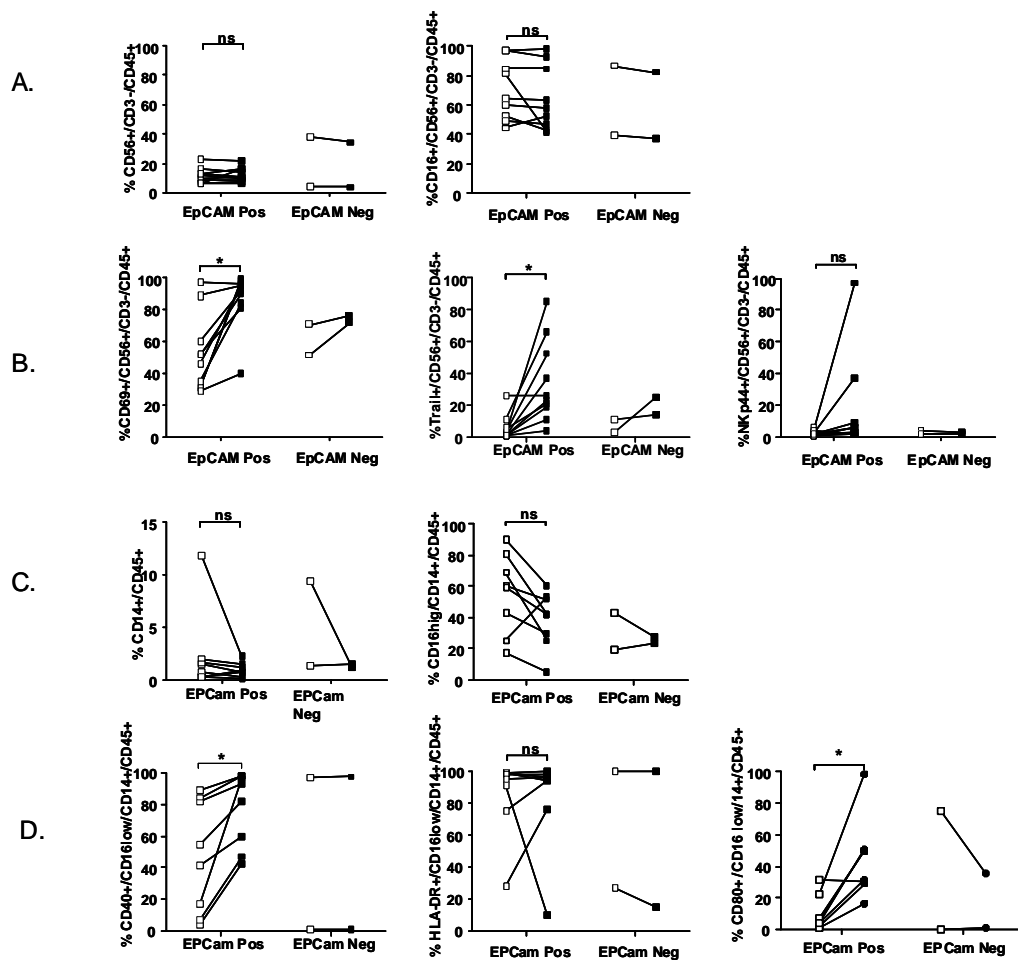 A.
% CD56+/CD3-/CD45+
100
80
60
40
20
0
ns
EpCAM Pos
EpCAM Neg
%CD16+/CD56+/CD3-/CD45+
100
80
60
40
20
0
ns
EpCAM Pos
EpCAM Neg
B.
%CD69+/CD56+/CD3-/CD45+
100
80
60
40
20
0
*
EpCAM Pos
EpCAM Neg
%Trail+/CD56+/CD3-/CD45+
100
80
60
40
20
0
*
EpCAM Pos
EpCAM Neg
%NKp44+/CD56+/CD3-/CD45+
100
80
60
40
20
0
ns
EpCAM Pos
EpCAM Neg
C.
% CD14+/CD45+
15
10
5
0
ns
EPCam Pos
EPCam
Neg
% CD16hig/CD14+/CD45+
100
80
60
40
20
0
ns
EPCam Pos
EPCam Neg
D.
% CD40+/CD16low/CD14+/CD45+
100
80
60
40
20
0
*
EPCam Pos
EPCam Neg
% HLA-DR+/CD16low/CD14+/CD45+
100
80
60
40
20
0
ns
EPCam Pos
EPCam Neg
% CD80+/CD16 low/14+/CD45+
100
80
60
40
20
0
*
EPCam Pos
EPCam Neg